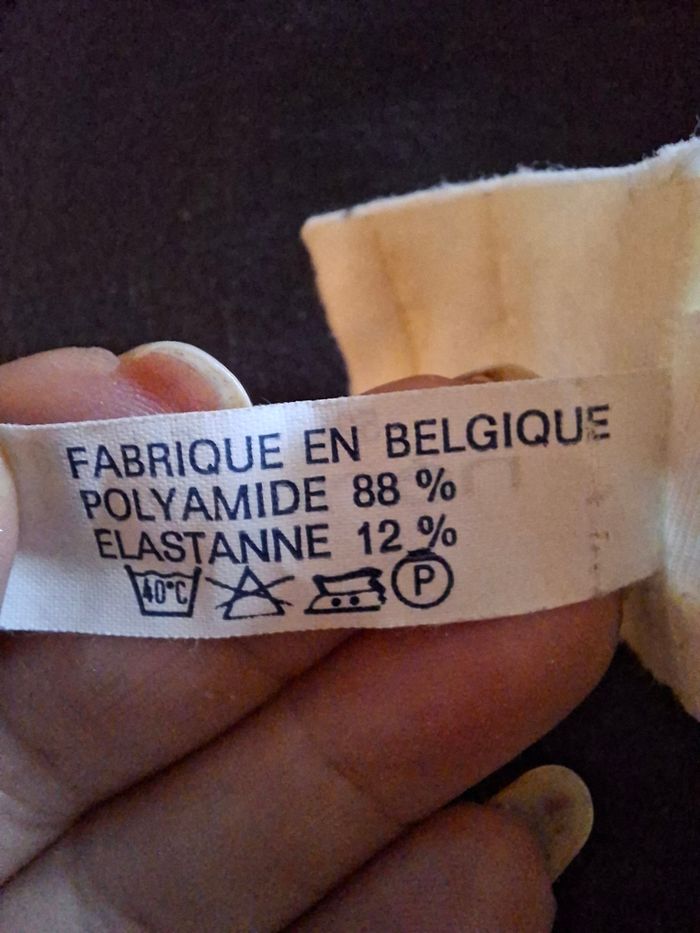 FABRIQUE EN BELGIQUE
POLYAMIDE 88 %
ELASTANNE 12 %
40°C P